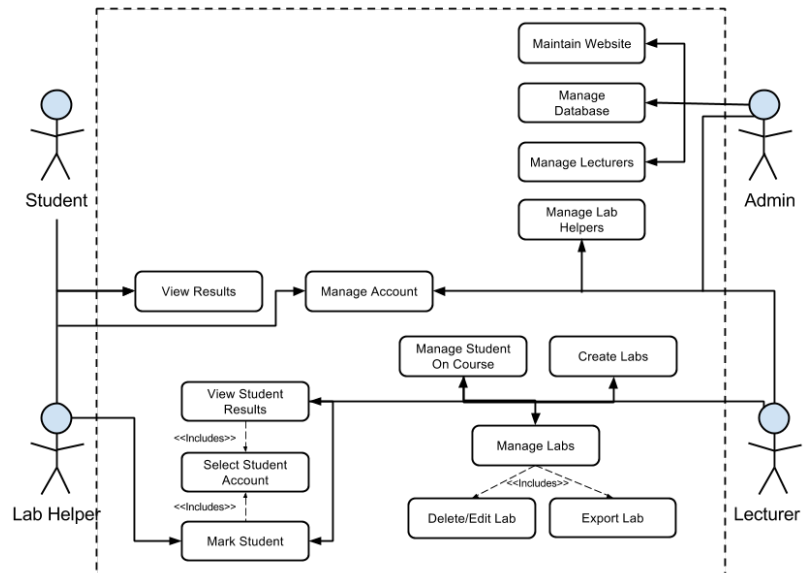 Maintain Website
Manage
Database
Manage Lecturers
Student
Admin
Manage Lab
Helpers
View Results
Manage Account
Manage Student
On Course
Create Labs
View Student
Results
<<Includes>>
Manage Labs
Select Student
Account
<<Includes>>
<<Includes>>
Lab Helper
Delete/Edit Lab
Export Lab
Lecturer
Mark Student